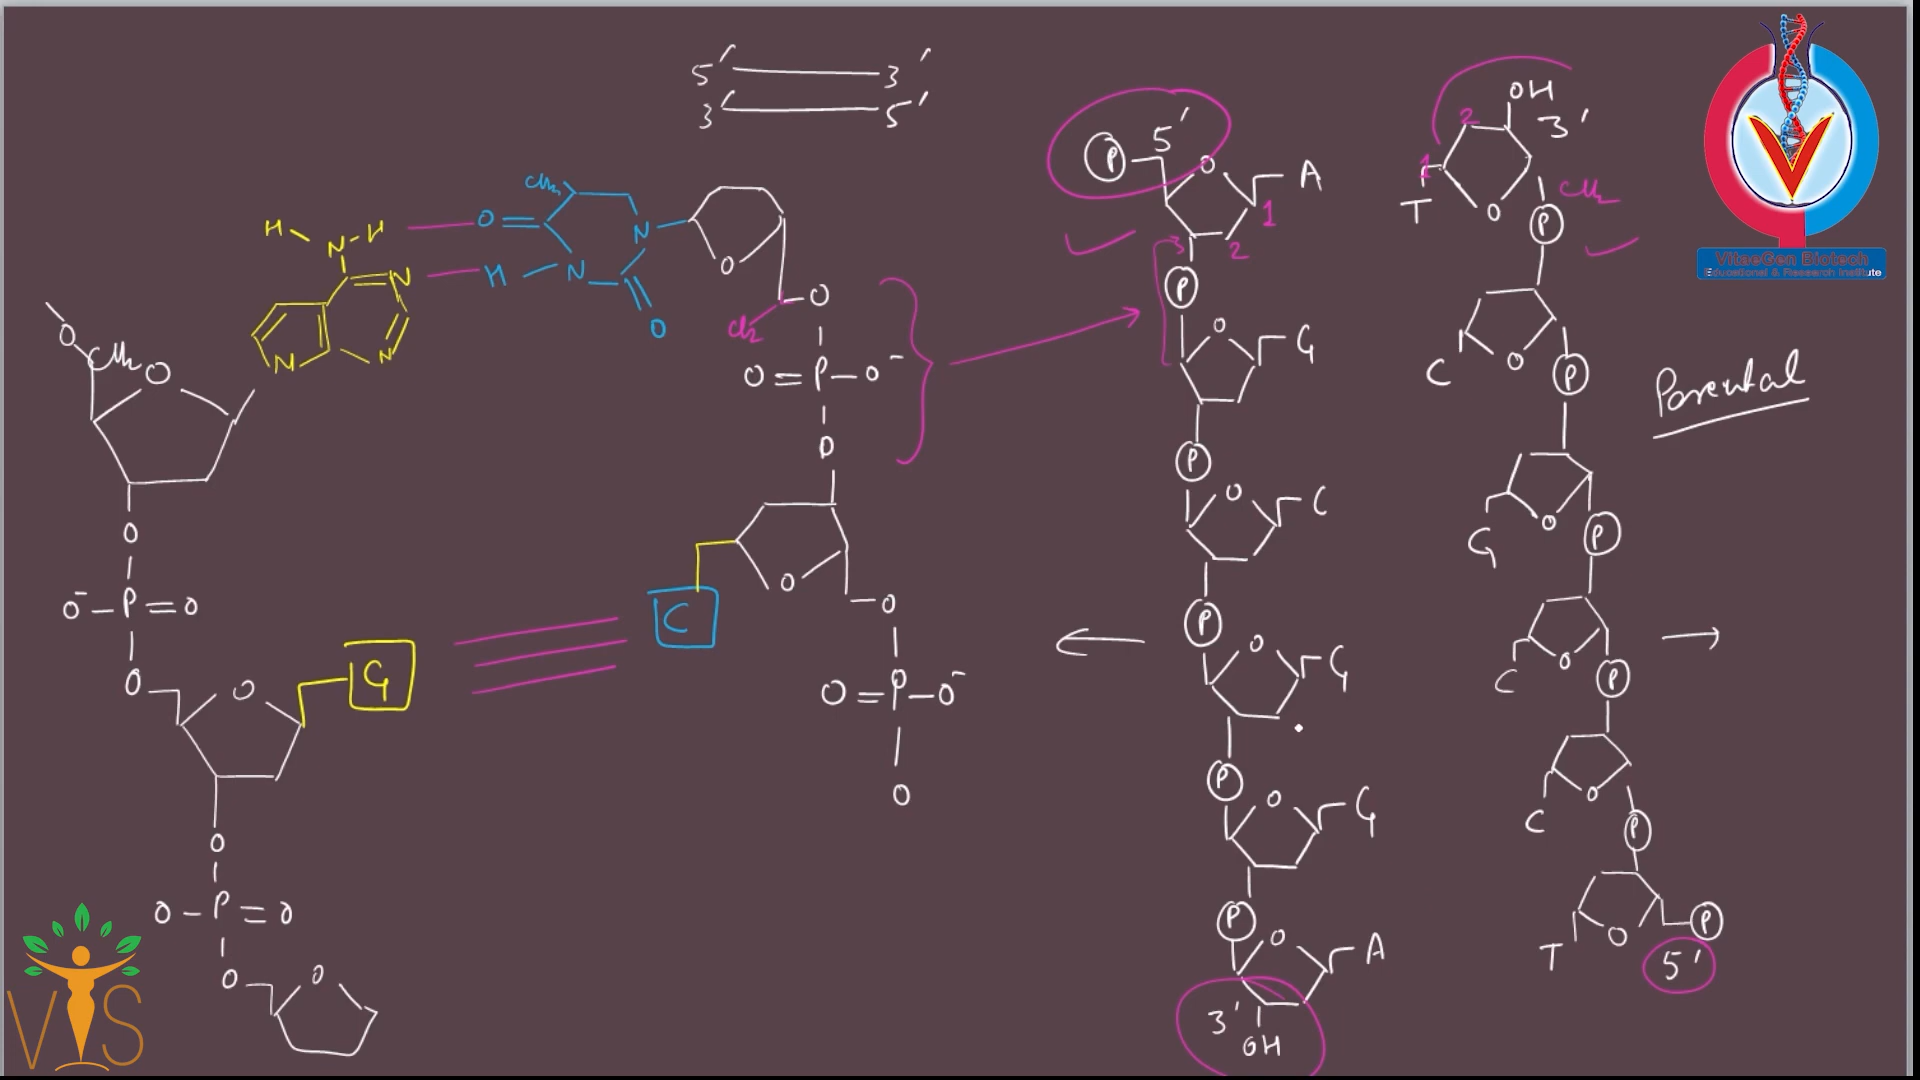 5′ 3′
3′ 5′
OH
3′
2
1
T
O
CH2
P
P 5′
O A
1
2
3
P
VitaeGen Biotech
Educational & Research Institute
CH3
O N
H N
O
O
CH2 O
O = P - O-
O
H N - H
N
N
N
N
O
CH2 O
O
O- - P = O
O
O
G
C
O
O
O = P - O-
O
O
O - P = O
O
O
O G
P
O C
P
O G
P
O G
P
O A
3′
OH
C O P
G O P
C O P
C O P
T O P
5′
Parental
VIS